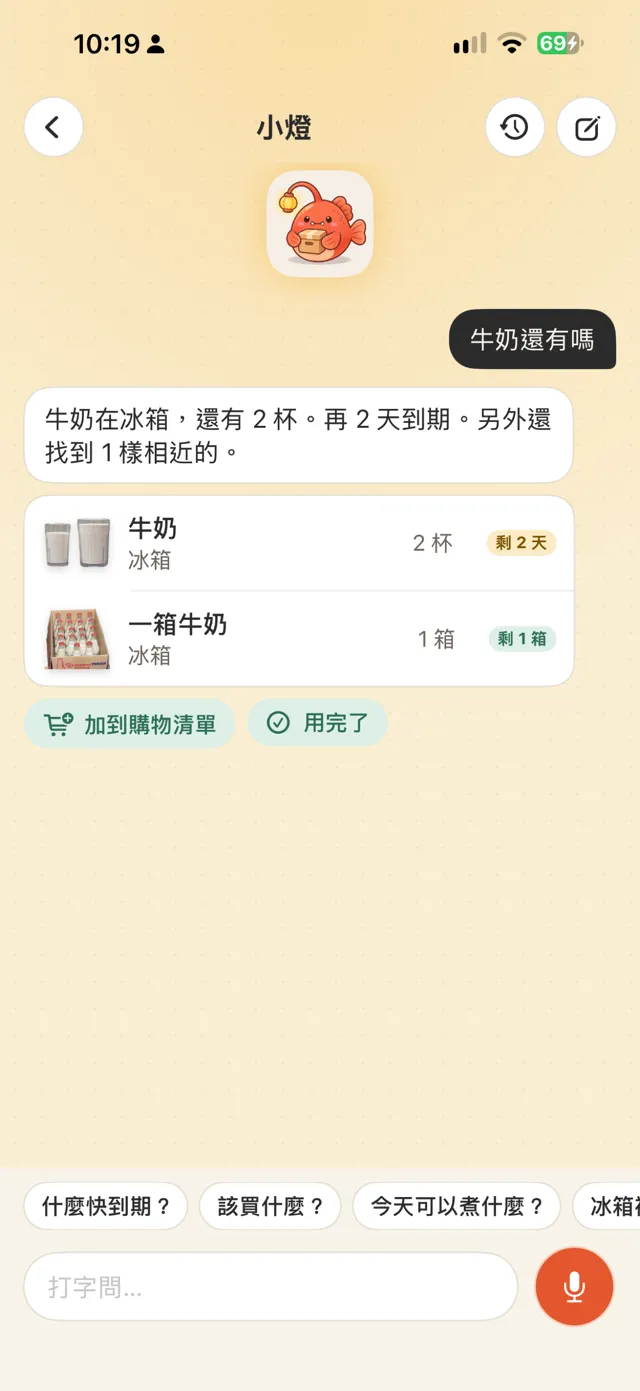 10:19
69
小燈
牛奶還有嗎
牛奶在冰箱，還有 2 杯。再 2 天到期。另外還
找到 1 樣相近的。
牛奶
冰箱
2 杯
剩 2 天
一箱牛奶
冰箱
1 箱
剩 1 箱
加到購物清單
用完了
什麼快到期？
該買什麼？
今天可以煮什麼？
冰箱
打字問...